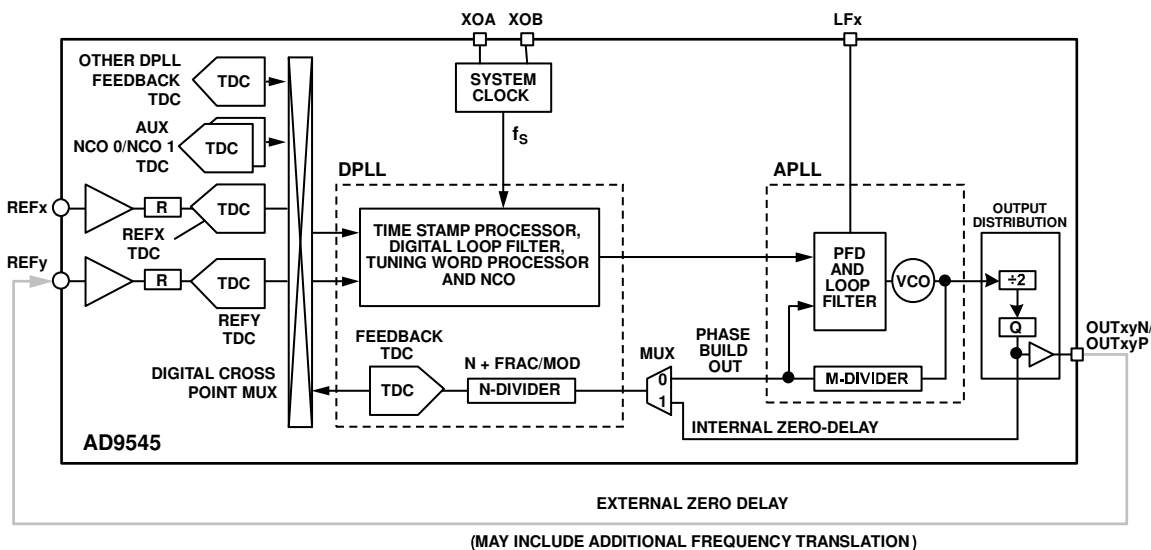 XOA XOB LFx
OTHER DPLL
FEEDBACK
TDC
TDC
SYSTEM
CLOCK
AUX
NCO 0/NCO 1
TDC
TDC
fS
DPLL
APLL
REFx
R
TDC
REFX
TDC
TIME STAMP PROCESSOR,
DIGITAL LOOP FILTER,
TUNING WORD PROCESSOR
AND NCO
PFD
AND
LOOP
FILTER
VCO
OUTPUT
DISTRIBUTION
÷2
Q
OUTxyN/
OUTxyP
REFy
R
TDC
REFY
TDC
DIGITAL CROSS
POINT MUX
FEEDBACK
TDC
TDC
N + FRAC/MOD
N-DIVIDER
MUX
0
1
PHASE
BUILD
OUT
M-DIVIDER
INTERNAL ZERO-DELAY
AD9545
EXTERNAL ZERO DELAY
(MAY INCLUDE ADDITIONAL FREQUENCY TRANSLATION )